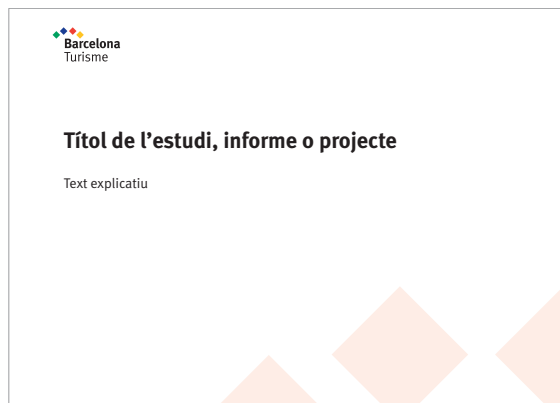 Barcelona
Turisme
Títol de l’estudi, informe o projecte
Text explicatiu